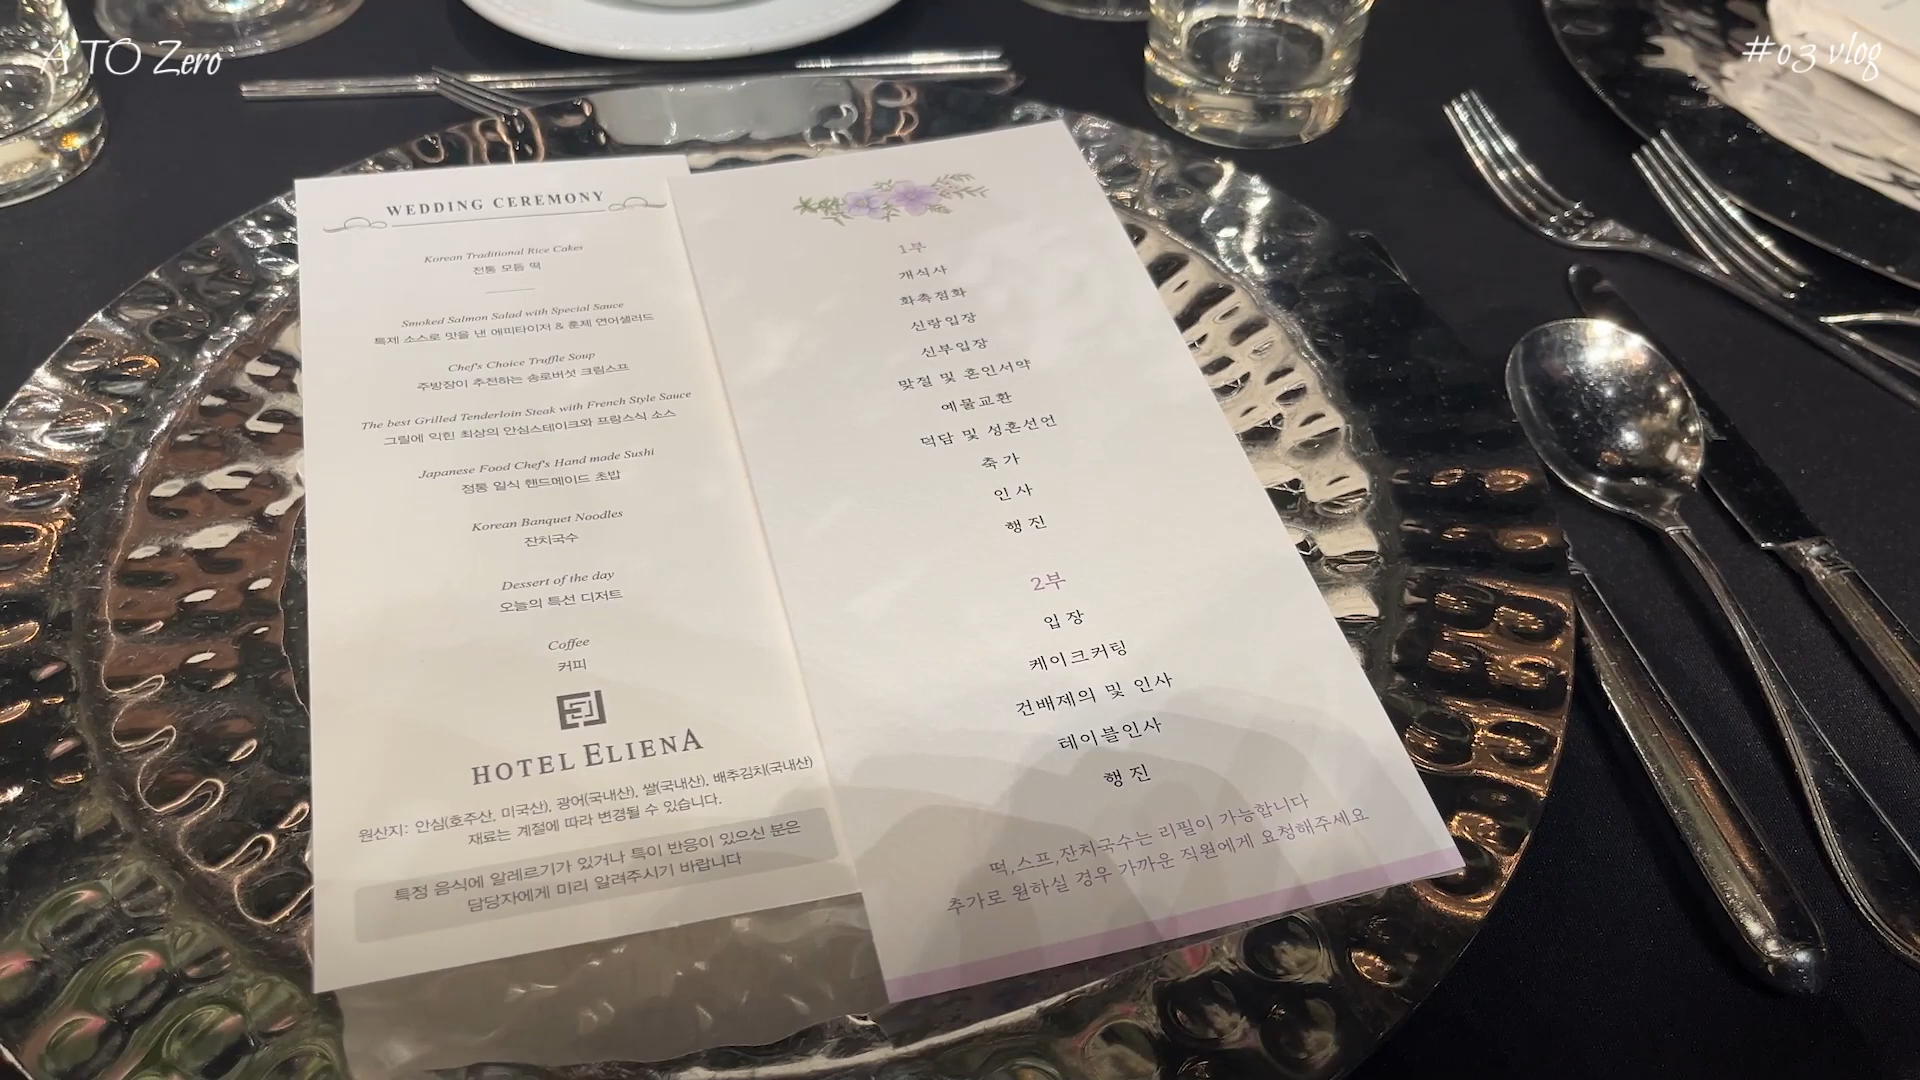 A TO Zero
#03 vlog
WEDDING CEREMONY
Korean Traditional Rice Cakes
전통 모듬 떡
Smoked Salmon Salad with Special Sauce
특제 소스로 맛을 낸 에피타이저 & 훈제 연어샐러드
Chef's Choice Truffle Soup
주방장이 추천하는 송로버섯 크림스프
The best Grilled Tenderloin Steak with French Style Sauce
그릴에 익힌 최상의 안심스테이크와 프랑스식 소스
Japanese Food Chef's Hand made Sushi
정통 일식 핸드메이드 초밥
Korean Banquet Noodles
잔치국수
Dessert of the day
오늘의 특선 디저트
Coffee
커피
HOTEL ELIENA
원산지: 안심(호주산, 미국산), 광어(국내산), 쌀(국내산), 배추김치(국내산)
재료는 계절에 따라 변경될 수 있습니다.
특정 음식에 알레르기가 있거나 특이 반응이 있으신 분은
담당자에게 미리 알려주시기 바랍니다
1부
개식사
화촉점화
신랑입장
신부입장
맞절 및 혼인서약
예물교환
덕담 및 성혼선언
축가
인사
행진
2부
입장
케이크커팅
건배제의 및 인사
테이블인사
행진
떡,스프,잔치국수는 리필이 가능합니다
추가로 원하실 경우 가까운 직원에게 요청해주세요